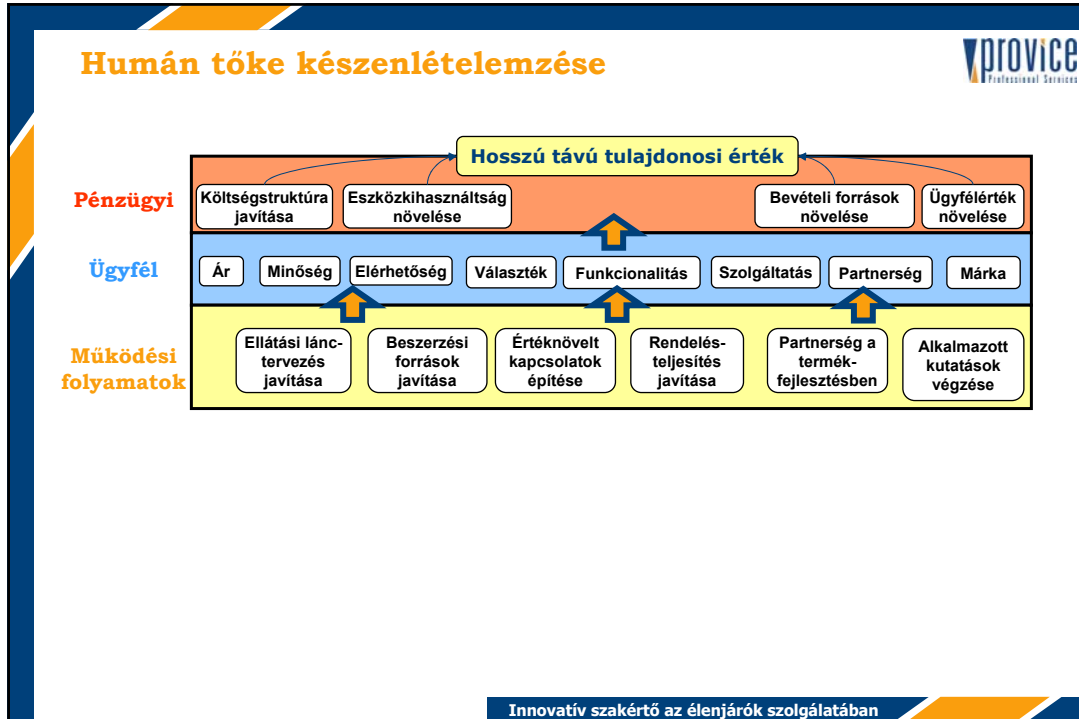 Humán tőke készenlételemzése
provice
Professional Services
Hosszú távú tulajdonosi érték
Pénzügyi
Költségstruktúra
javítása
Eszközkihasználtság
növelése
Bevételi források
növelése
Ügyfélérték
növelése
Ügyfél
Ár
Minőség
Elérhetőség
Választék
Funkcionalitás
Szolgáltatás
Partnerség
Márka
Működési
folyamatok
Ellátási lánc-
tervezés
javítása
Beszerzési
források
javítása
Értéknövelt
kapcsolatok
építése
Rendelés-
teljesítés
javítása
Partnerség a
termék-
fejlesztésben
Alkalmazott
kutatások
végzése
Innovatív szakértő az élenjárók szolgálatában